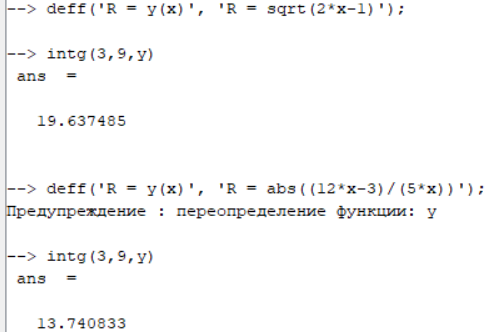 --> deff('R = y(x)', 'R = sqrt(2*x-1)');
--> intg(3,9,y)
ans  =
19.637485
--> deff('R = y(x)', 'R = abs((12*x-3)/(5*x))');
Предупреждение : переопределение функции: y
--> intg(3,9,y)
ans  =
13.740833